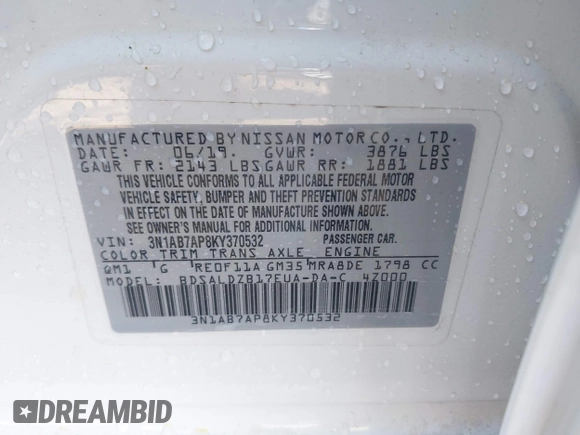 MANUFACTURED BY NISSAN MOTOR CO., LTD.
DATE: 06/19. GVWR: 3876 LBS
GAWR FR: 2143 LBS GAWR RR: 1881 LBS
THIS VEHICLE CONFORMS TO ALL APPLICABLE FEDERAL MOTOR
VEHICLE SAFETY, BUMPER AND THEFT PREVENTION STANDARDS
IN EFFECT ON THE DATE OF MANUFACTURE SHOWN ABOVE.
SEE OWNER'S MANUAL FOR ADDITIONAL INFORMATION.
VIN: 3N1AB7AP8KY370532 PASSENGER CAR.
COLOR TRIM TRANS AXLE ENGINE
QM1 G RE0F11A GM35 MRA8DE 1798 CC
MODEL: BDSALDZB17EUA-DA-C 4Z000
3N1AB7AP8KY370532
DREAMBID